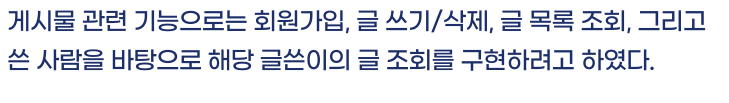 게시물 관련 기능으로는 회원가입, 글 쓰기/삭제, 글 목록 조회, 그리고
쓴 사람을 바탕으로 해당 글쓴이의 글 조회를 구현하려고 하였다.